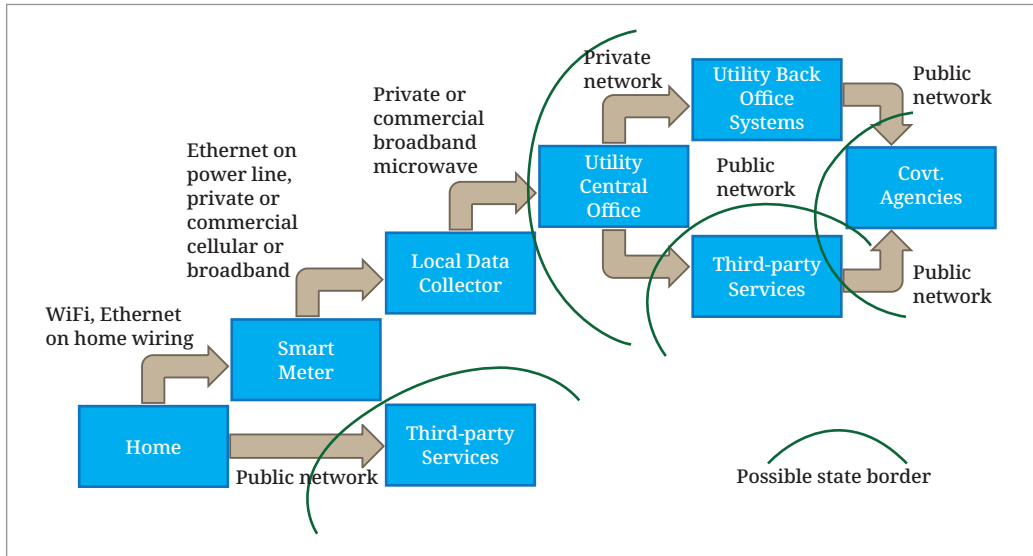 Private
network
Utility Back
Office
Systems
Public
network
Private or
commercial
broadband
microwave
Utility
Central
Office
Public
network
Covt.
Agencies
Ethernet on
power line,
private or
commercial
cellular or
broadband
Local Data
Collector
Third-party
Services
Public
network
WiFi, Ethernet
on home wiring
Smart
Meter
Home
Public network
Third-party
Services
Possible state border